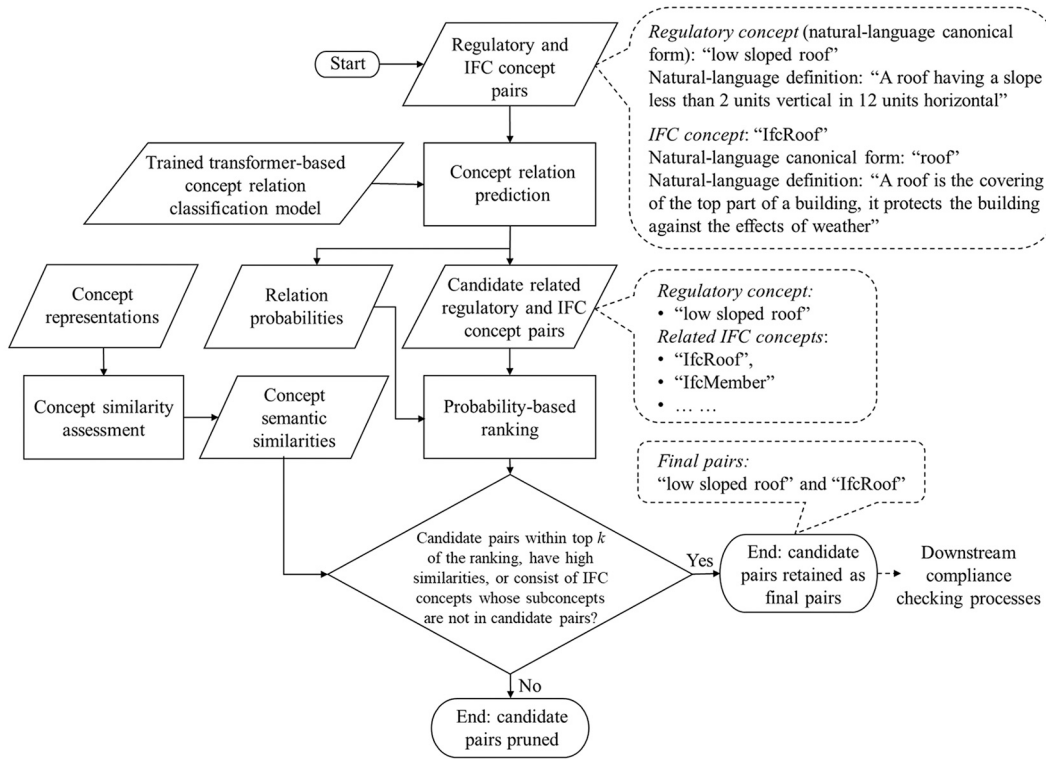 Start
Regulatory and
IFC concept
pairs
Regulatory concept (natural-language canonical
form): “low sloped roof”
Natural-language definition: “A roof having a slope
less than 2 units vertical in 12 units horizontal”
IFC concept: “IfcRoof”
Natural-language canonical form: “roof”
Natural-language definition: “A roof is the covering
of the top part of a building, it protects the building
against the effects of weather”
Trained transformer-based
concept relation
classification model
Concept relation
prediction
Concept
representations
Relation
probabilities
Candidate related
regulatory and IFC
concept pairs
Regulatory concept:
• “low sloped roof”
Related IFC concepts:
• “IfcRoof”,
• “IfcMember”
• … …
Concept similarity
assessment
Concept
semantic
similarities
Probability-based
ranking
Final pairs:
“low sloped roof” and “IfcRoof”
Candidate pairs within top k
of the ranking, have high
similarities, or consist of IFC
concepts whose subconcepts
are not in candidate pairs?
Yes
End: candidate
pairs retained as
final pairs
Downstream
compliance
checking processes
No
End: candidate
pairs pruned